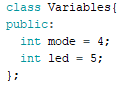 class Variables{
public:
  int mode = 4;
  int led = 5;
};